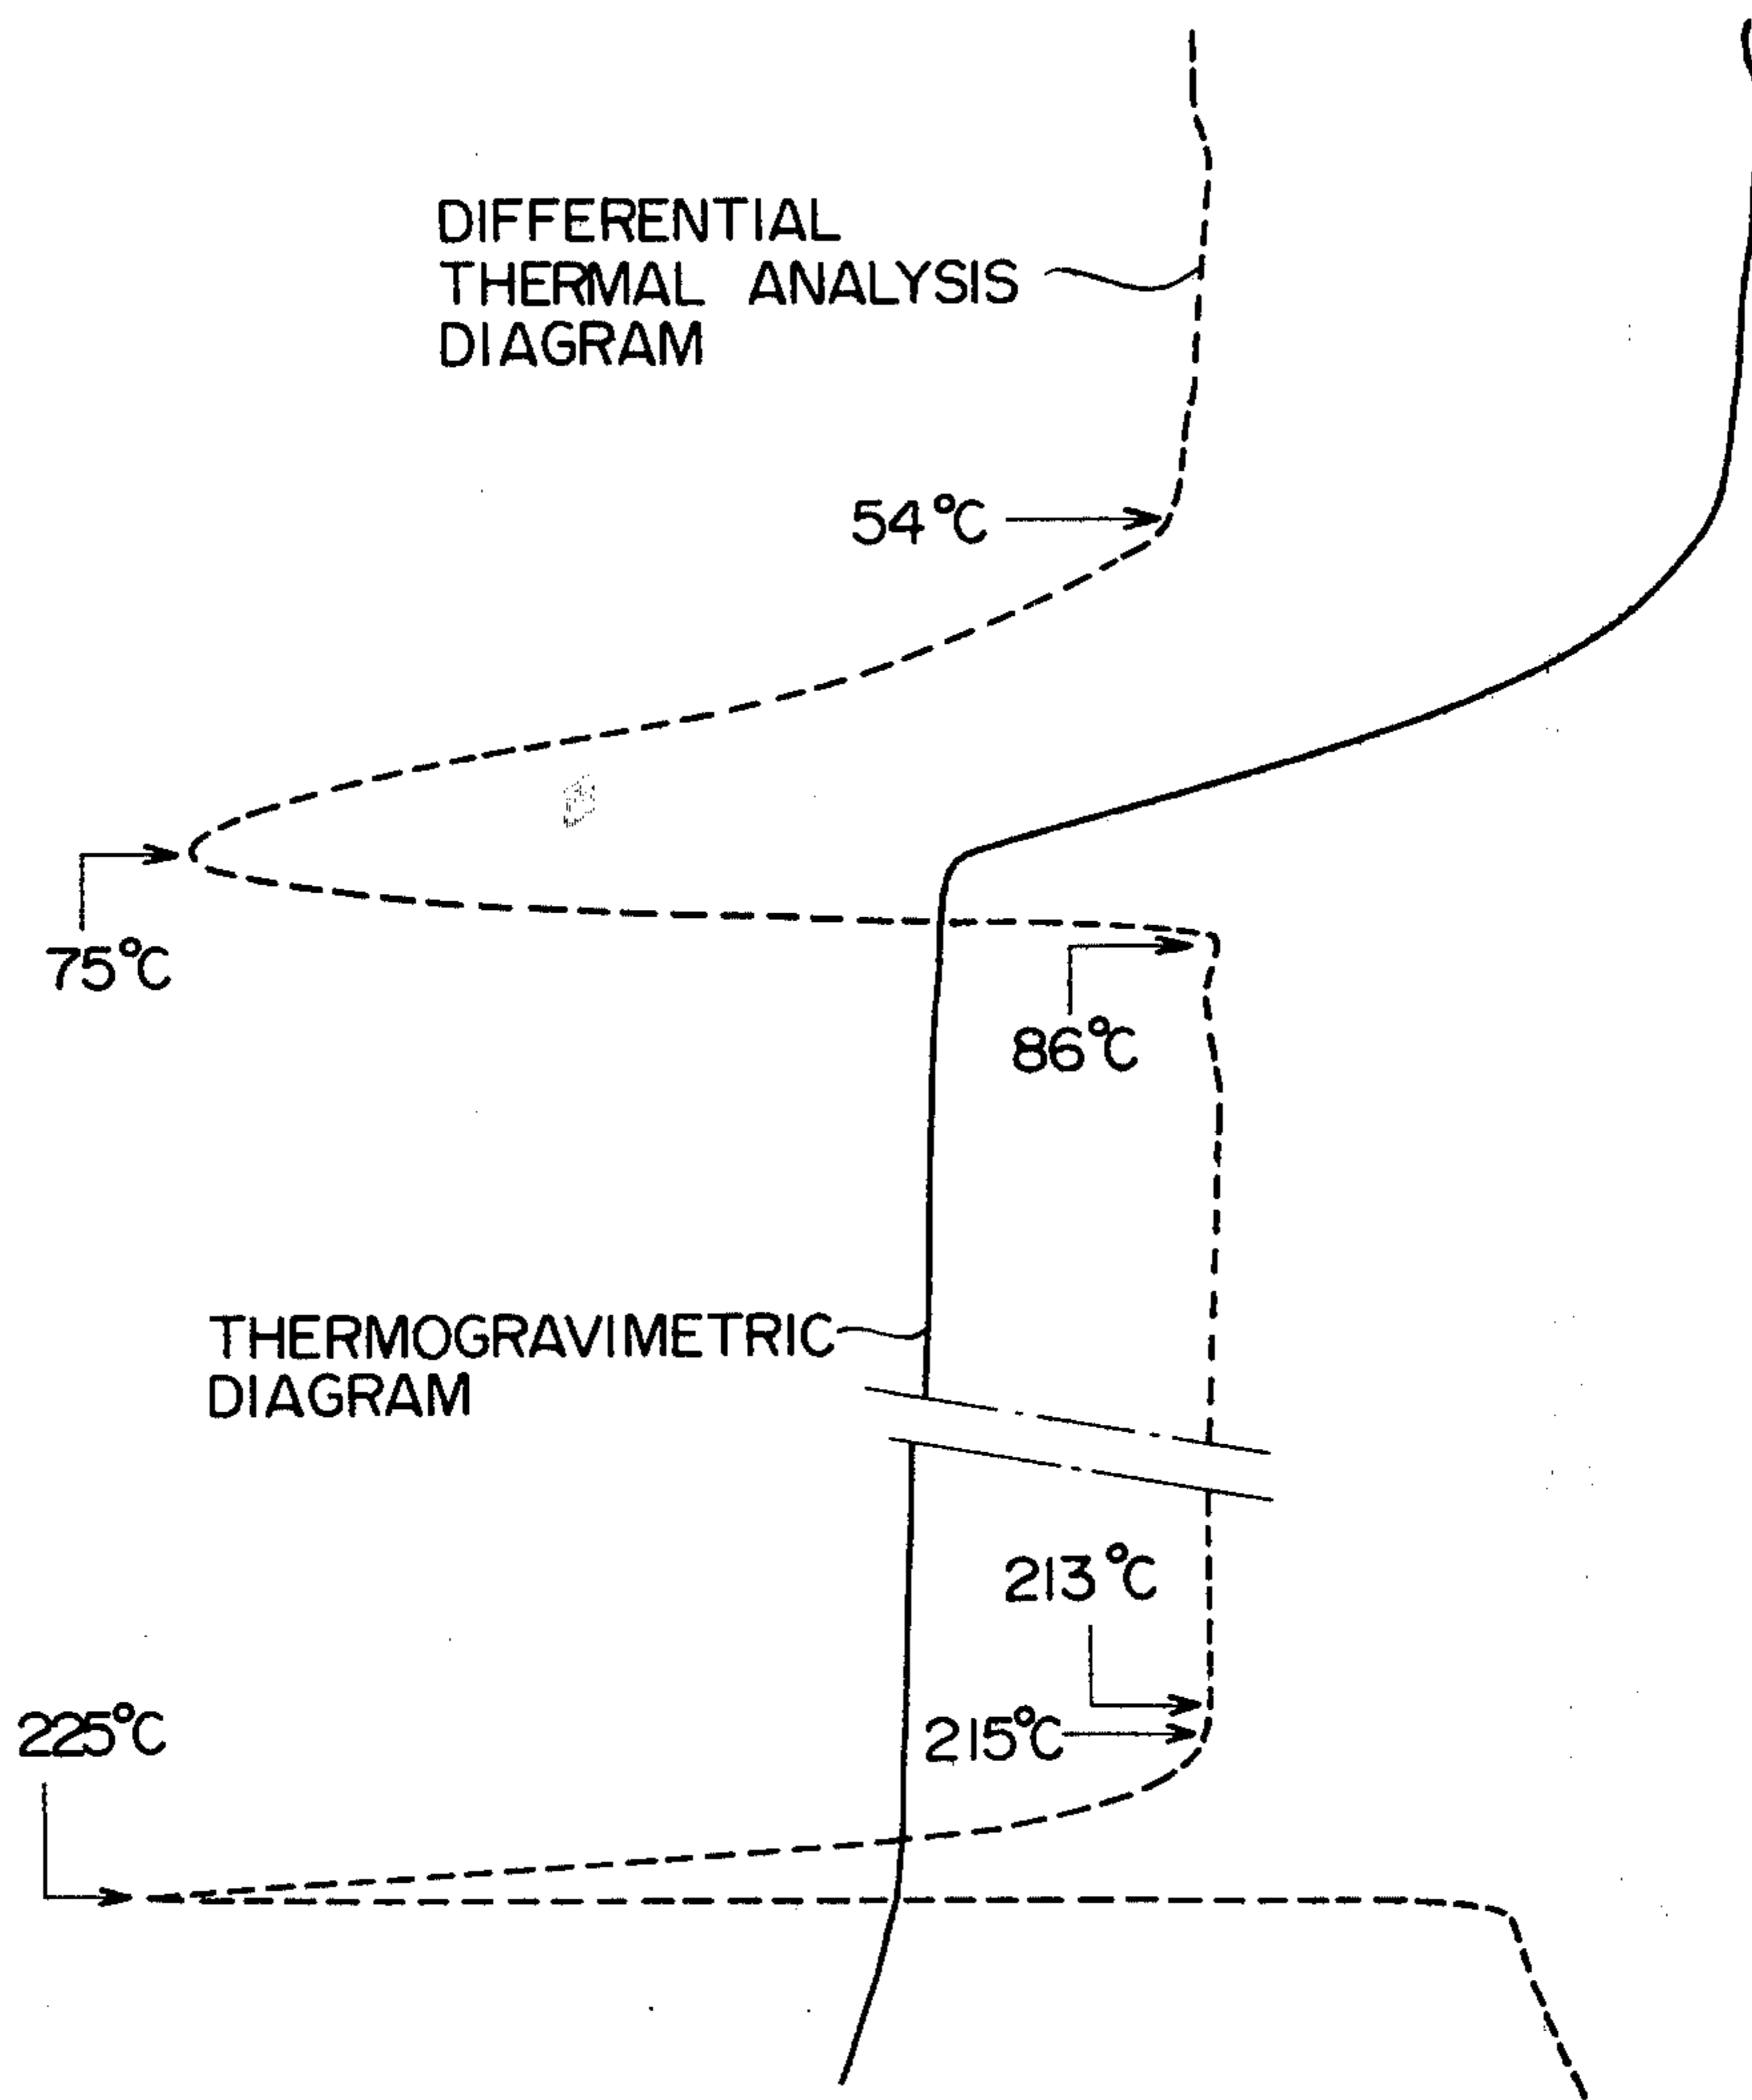 DIFFERENTIAL
THERMAL ANALYSIS
DIAGRAM
54°C
75°C
86°C
THERMOGRAVIMETRIC
DIAGRAM
213°C
215°C
225°C